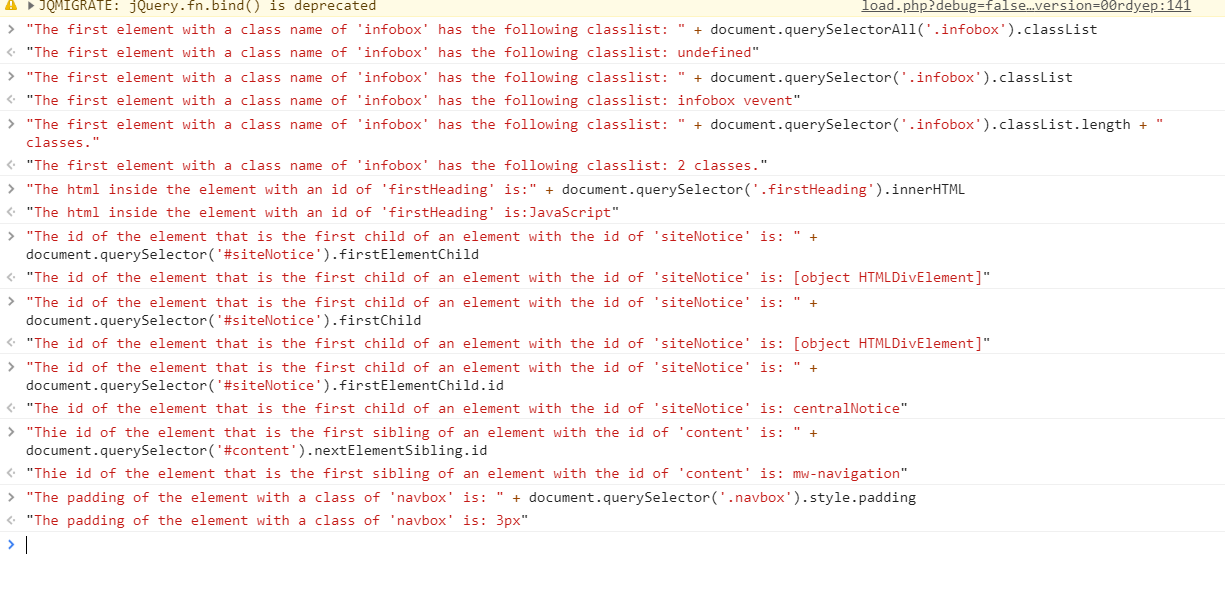 JQMIGRATE: jQuery.fn.bind() is deprecated load.php?debug=false…version=00rdyep:141
> "The first element with a class name of 'infobox' has the following classlist: " + document.querySelectorAll('.infobox').classList
< "The first element with a class name of 'infobox' has the following classlist: undefined"
> "The first element with a class name of 'infobox' has the following classlist: " + document.querySelector('.infobox').classList
< "The first element with a class name of 'infobox' has the following classlist: infobox vevent"
> "The first element with a class name of 'infobox' has the following classlist: " + document.querySelector('.infobox').classList.length + "
classes."
< "The first element with a class name of 'infobox' has the following classlist: 2 classes."
> "The html inside the element with an id of 'firstHeading' is:" + document.querySelector('.firstHeading').innerHTML
< "The html inside the element with an id of 'firstHeading' is:JavaScript"
> "The id of the element that is the first child of an element with the id of 'siteNotice' is: " +
document.querySelector('#siteNotice').firstElementChild
< "The id of the element that is the first child of an element with the id of 'siteNotice' is: [object HTMLDivElement]"
> "The id of the element that is the first child of an element with the id of 'siteNotice' is: " +
document.querySelector('#siteNotice').firstChild
< "The id of the element that is the first child of an element with the id of 'siteNotice' is: [object HTMLDivElement]"
> "The id of the element that is the first child of an element with the id of 'siteNotice' is: " +
document.querySelector('#siteNotice').firstElementChild.id
< "The id of the element that is the first child of an element with the id of 'siteNotice' is: centralNotice"
> "Thie id of the element that is the first sibling of an element with the id of 'content' is: " +
document.querySelector('#content').nextElementSibling.id
< "Thie id of the element that is the first sibling of an element with the id of 'content' is: mw-navigation"
> "The padding of the element with a class of 'navbox' is: " + document.querySelector('.navbox').style.padding
< "The padding of the element with a class of 'navbox' is: 3px"
>